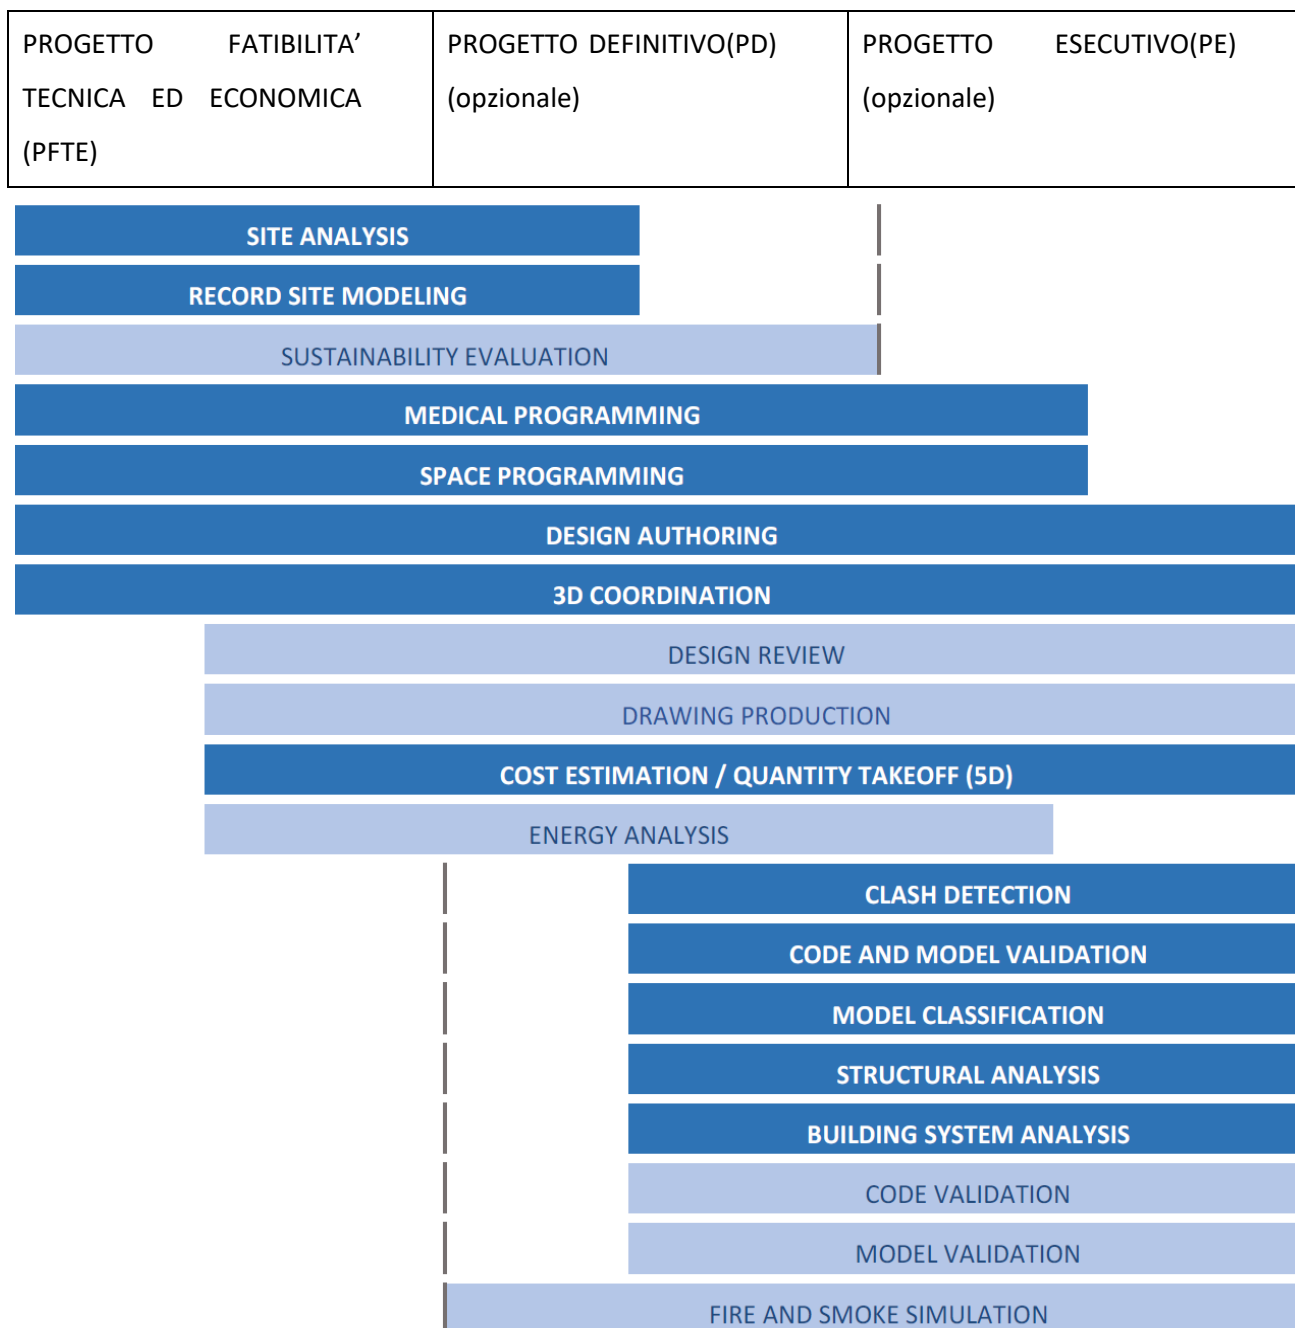 PROGETTO FATIBILITA’
TECNICA ED ECONOMICA
(PFTE)
PROGETTO DEFINITIVO(PD)
(opzionale)
PROGETTO ESECUTIVO(PE)
(opzionale)
SITE ANALYSIS
RECORD SITE MODELING
SUSTAINABILITY EVALUATION
MEDICAL PROGRAMMING
SPACE PROGRAMMING
DESIGN AUTHORING
3D COORDINATION
DESIGN REVIEW
DRAWING PRODUCTION
COST ESTIMATION / QUANTITY TAKEOFF (5D)
ENERGY ANALYSIS
CLASH DETECTION
CODE AND MODEL VALIDATION
MODEL CLASSIFICATION
STRUCTURAL ANALYSIS
BUILDING SYSTEM ANALYSIS
CODE VALIDATION
MODEL VALIDATION
FIRE AND SMOKE SIMULATION